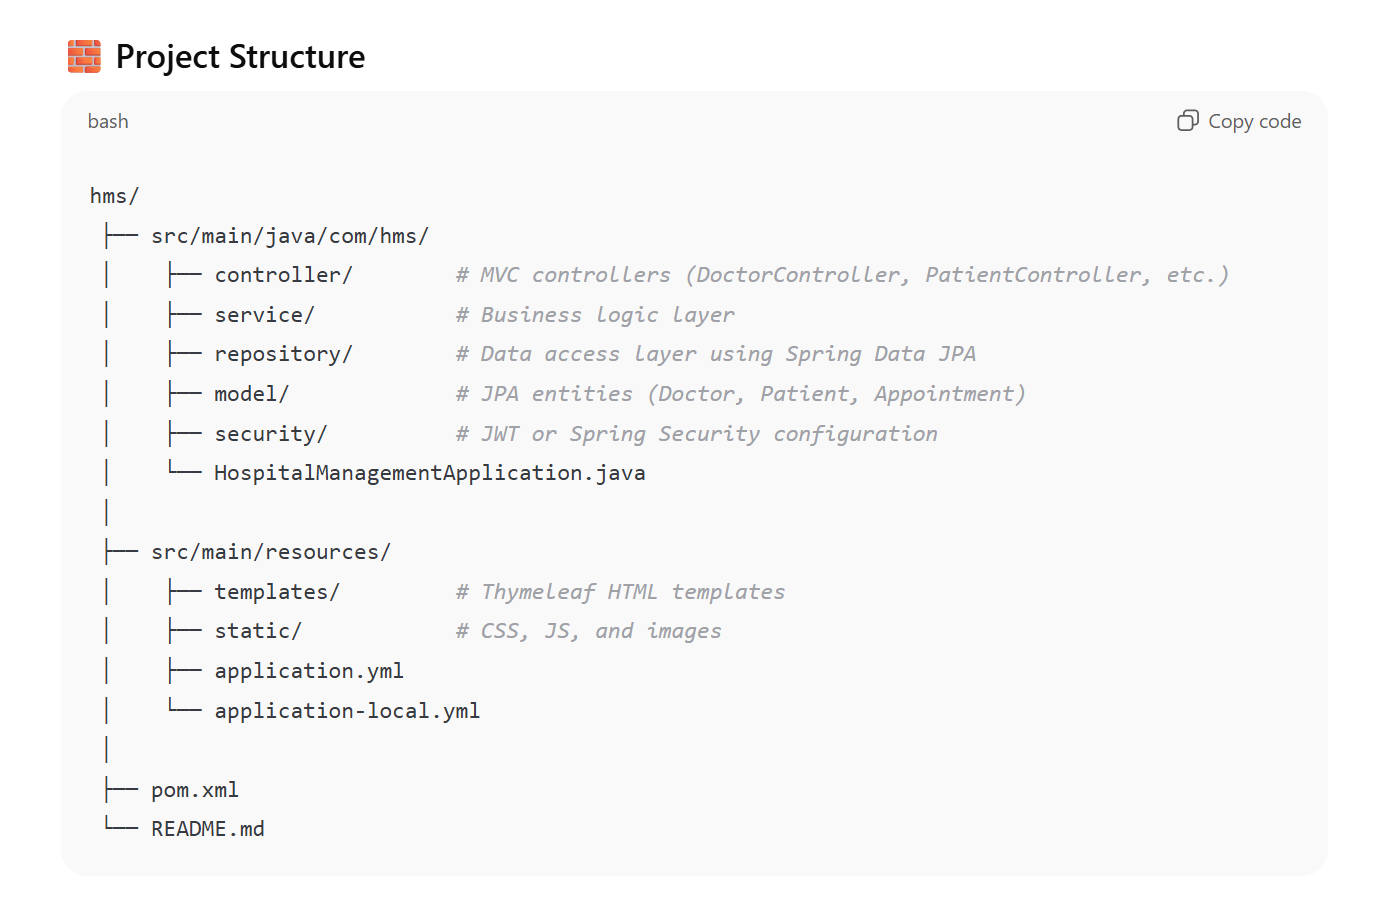 🧱 Project Structure
bash
Copy code
hms/
 ├── src/main/java/com/hms/
 │    ├── controller/        # MVC controllers (DoctorController, PatientController, etc.)
 │    ├── service/           # Business logic layer
 │    ├── repository/        # Data access layer using Spring Data JPA
 │    ├── model/             # JPA entities (Doctor, Patient, Appointment)
 │    ├── security/          # JWT or Spring Security configuration
 │    └── HospitalManagementApplication.java
 │
 ├── src/main/resources/
 │    ├── templates/         # Thymeleaf HTML templates
 │    ├── static/            # CSS, JS, and images
 │    ├── application.yml
 │    └── application-local.yml
 │
 ├── pom.xml
 └── README.md